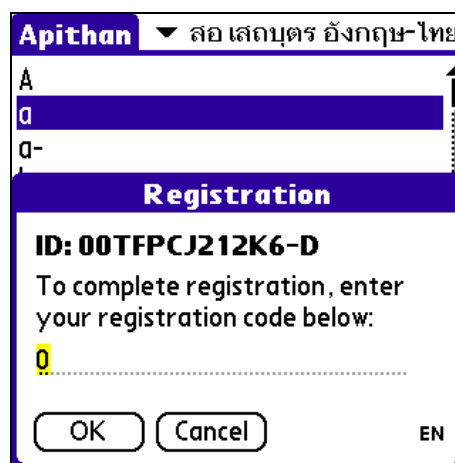 Apithan ▼ สอ เสถบุตร อังกฤษ-ไทย
A
a
a-
Registration
ID: 00TFPCJ212K6-D
To complete registration, enter
your registration code below:
0
OK Cancel EN